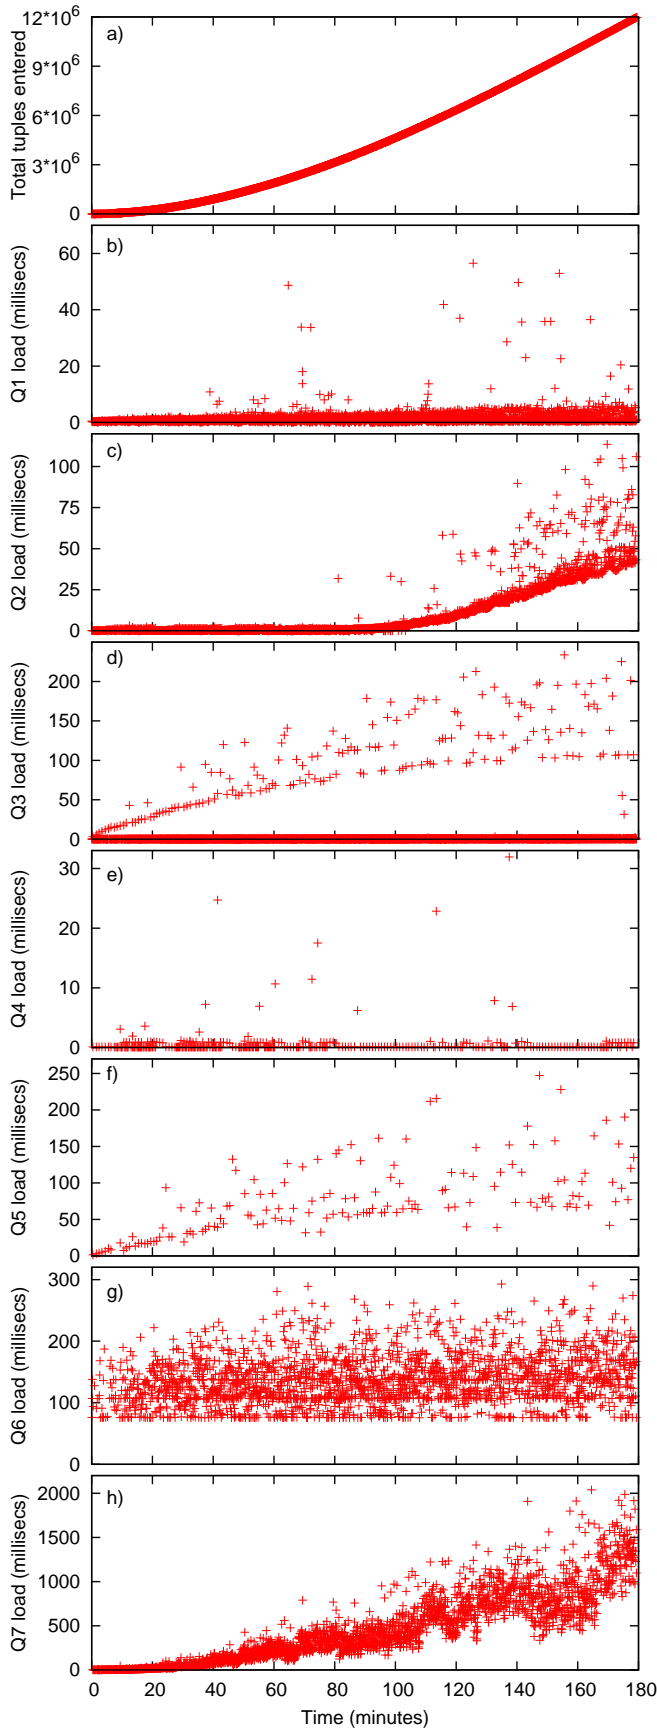 a)
Total tuples entered
12*10^6
9*10^6
6*10^6
3*10^6
0
b)
Q1 load (millisecs)
60
40
20
0
c)
Q2 load (millisecs)
100
75
50
25
0
d)
Q3 load (millisecs)
200
150
100
50
0
e)
Q4 load (millisecs)
30
20
10
0
f)
Q5 load (millisecs)
250
200
150
100
50
0
g)
Q6 load (millisecs)
300
200
100
0
h)
Q7 load (millisecs)
2000
1500
1000
500
0
0 20 40 60 80 100 120 140 160 180
Time (minutes)